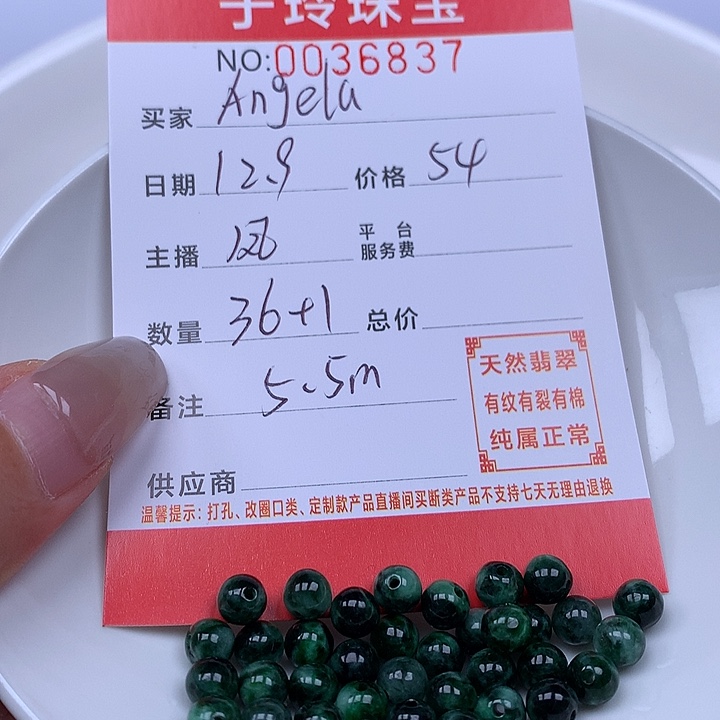 子玲珠宝
NO:0036837
买家 Angela
日期 12.9 价格 54
主播 平台服务费
数量 36+1 总价
备注 5.5m
天然翡翠
有纹有裂有棉
纯属正常
供应商
温馨提示：打孔、改圈口类、定制款产品直播间买断类产品不支持七天无理由退换